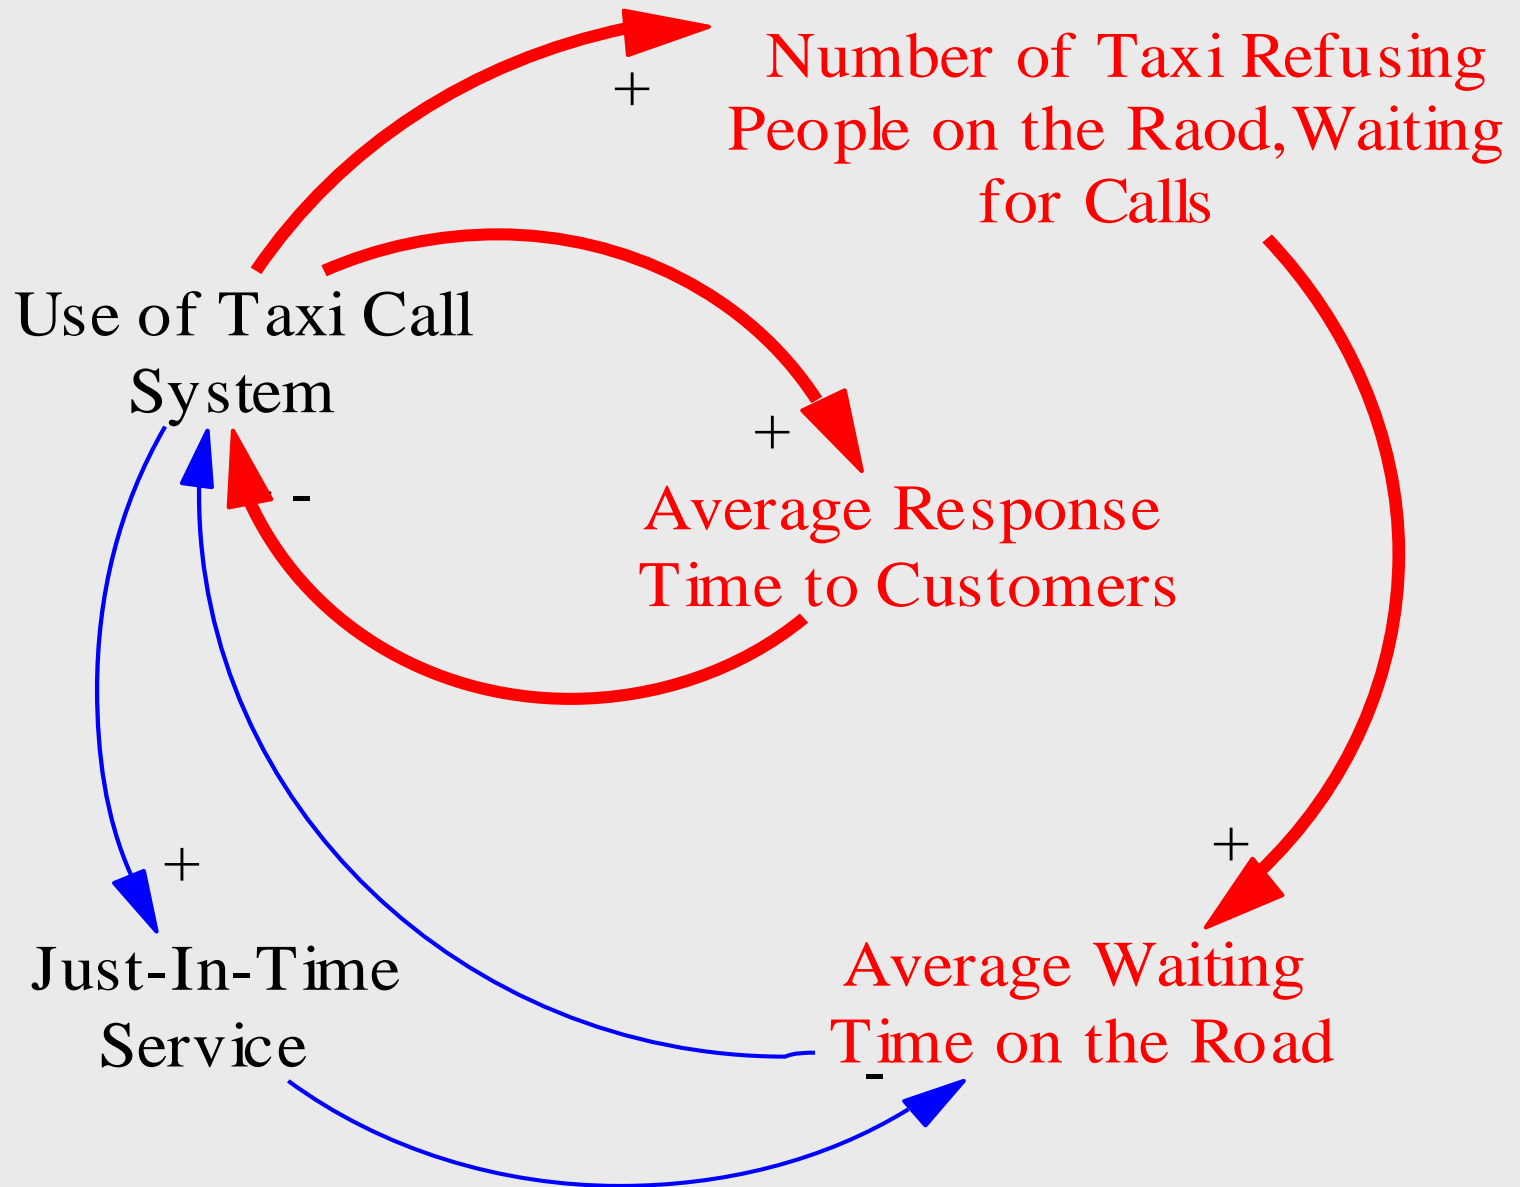 +
Number of Taxi Refusing
People on the Raod,Waiting
for Calls
Use of Taxi Call
System
+
-
Average Response
Time to Customers
+
+
Just-In-Time
Service
Average Waiting
Time on the Road
-